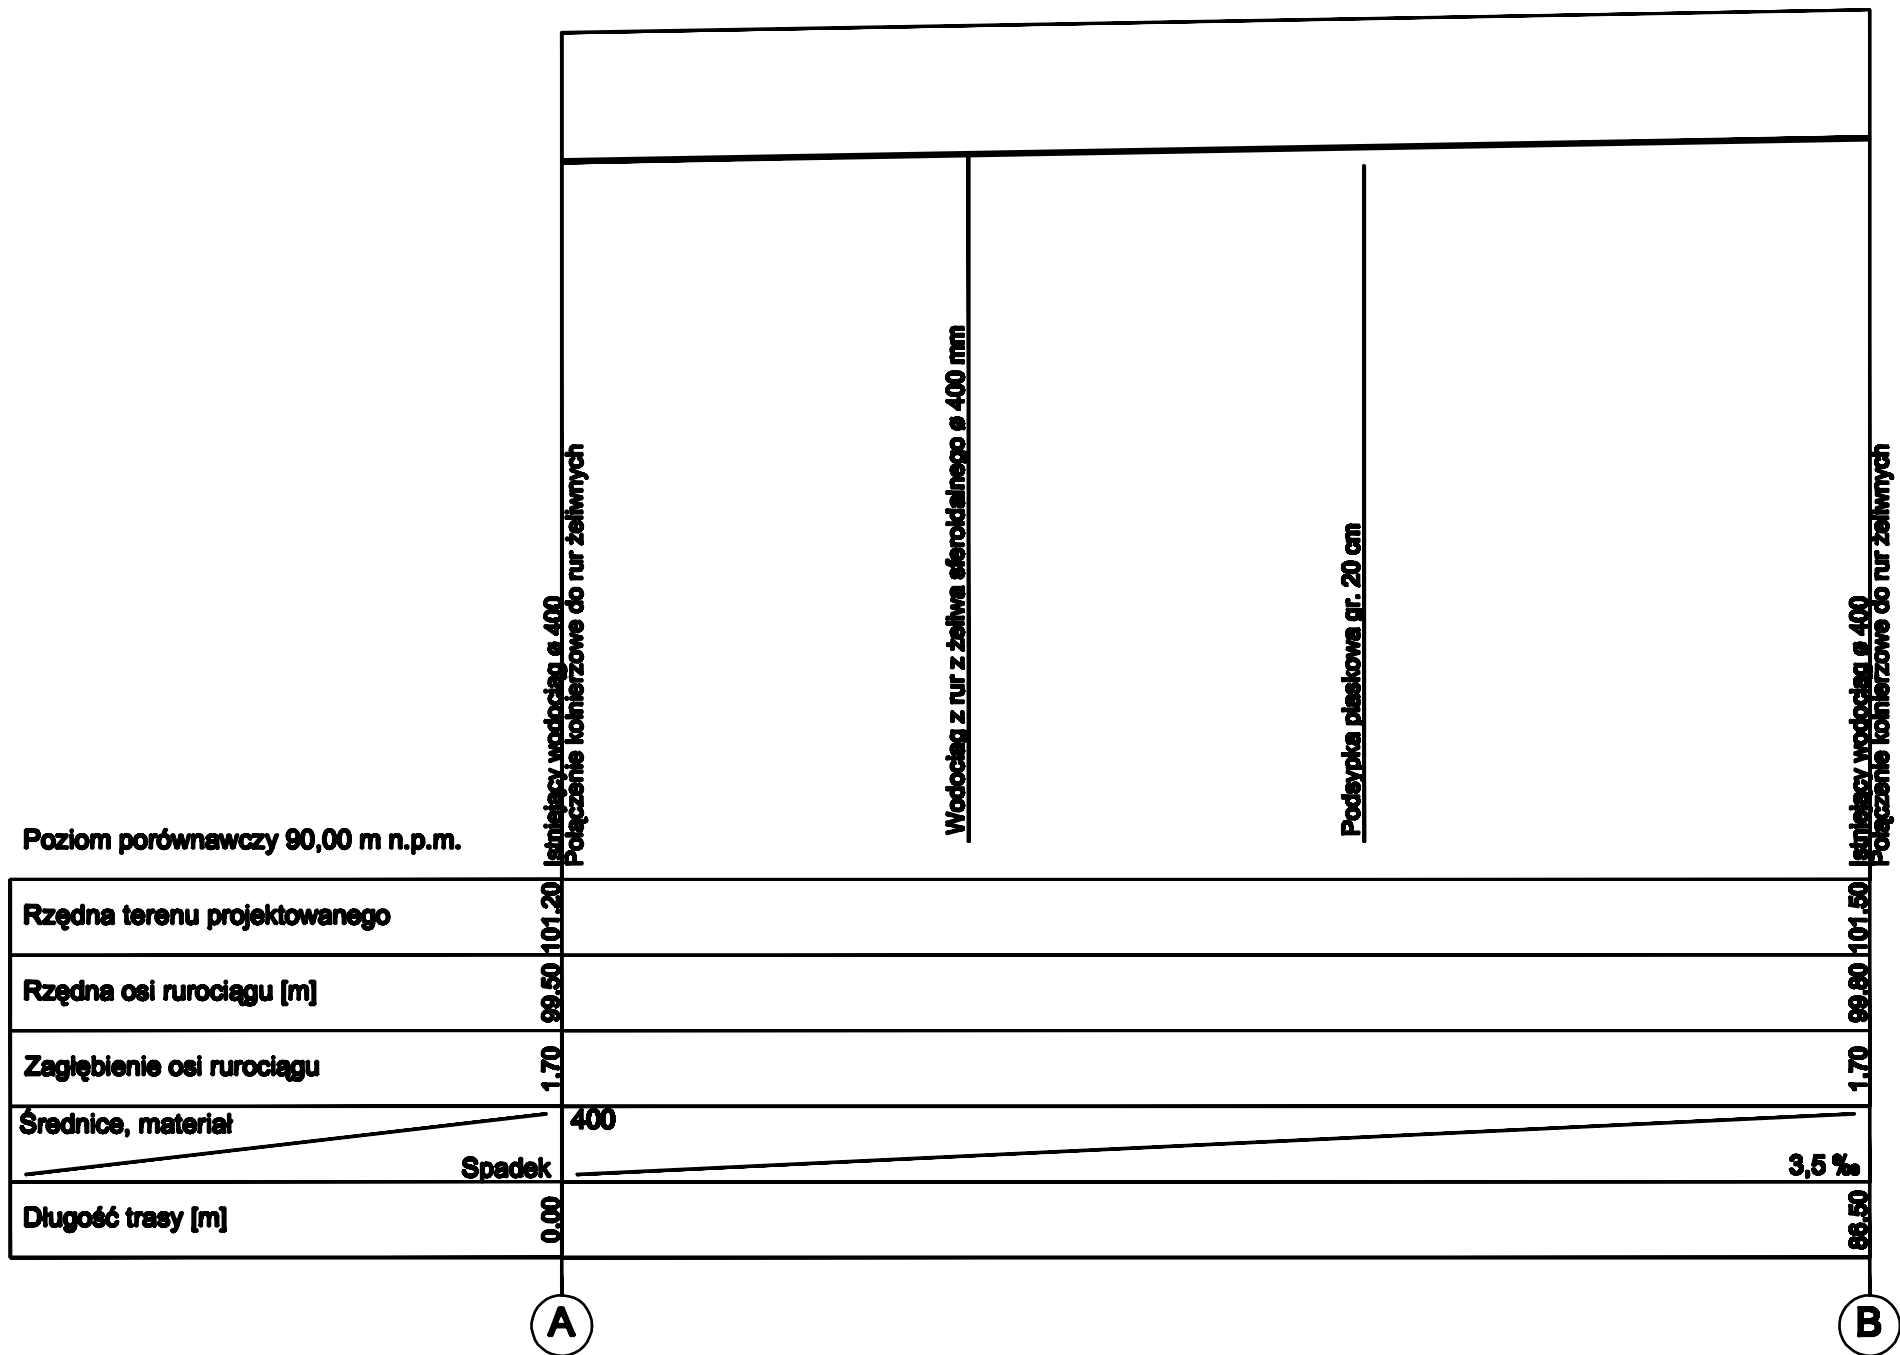 Istniejący wodociąg ø 400
Połączenie kołnierzowe do rur żeliwnych
Wodociąg z rur z żeliwa sferoidalnego ø 400 mm
Podsypka piaskowa gr. 20 cm
Istniejący wodociąg ø 400
Połączenie kołnierzowe do rur żeliwnych
Poziom porównawczy 90,00 m n.p.m.
Rzędna terenu projektowanego 101.20 101.50
Rzędna osi rurociągu [m] 99.50 99.80
Zagłębienie osi rurociągu 1.70 1.70
Średnice, materiał 400
Spadek 3,5 ‰
Długość trasy [m] 0.00 86.50
A B